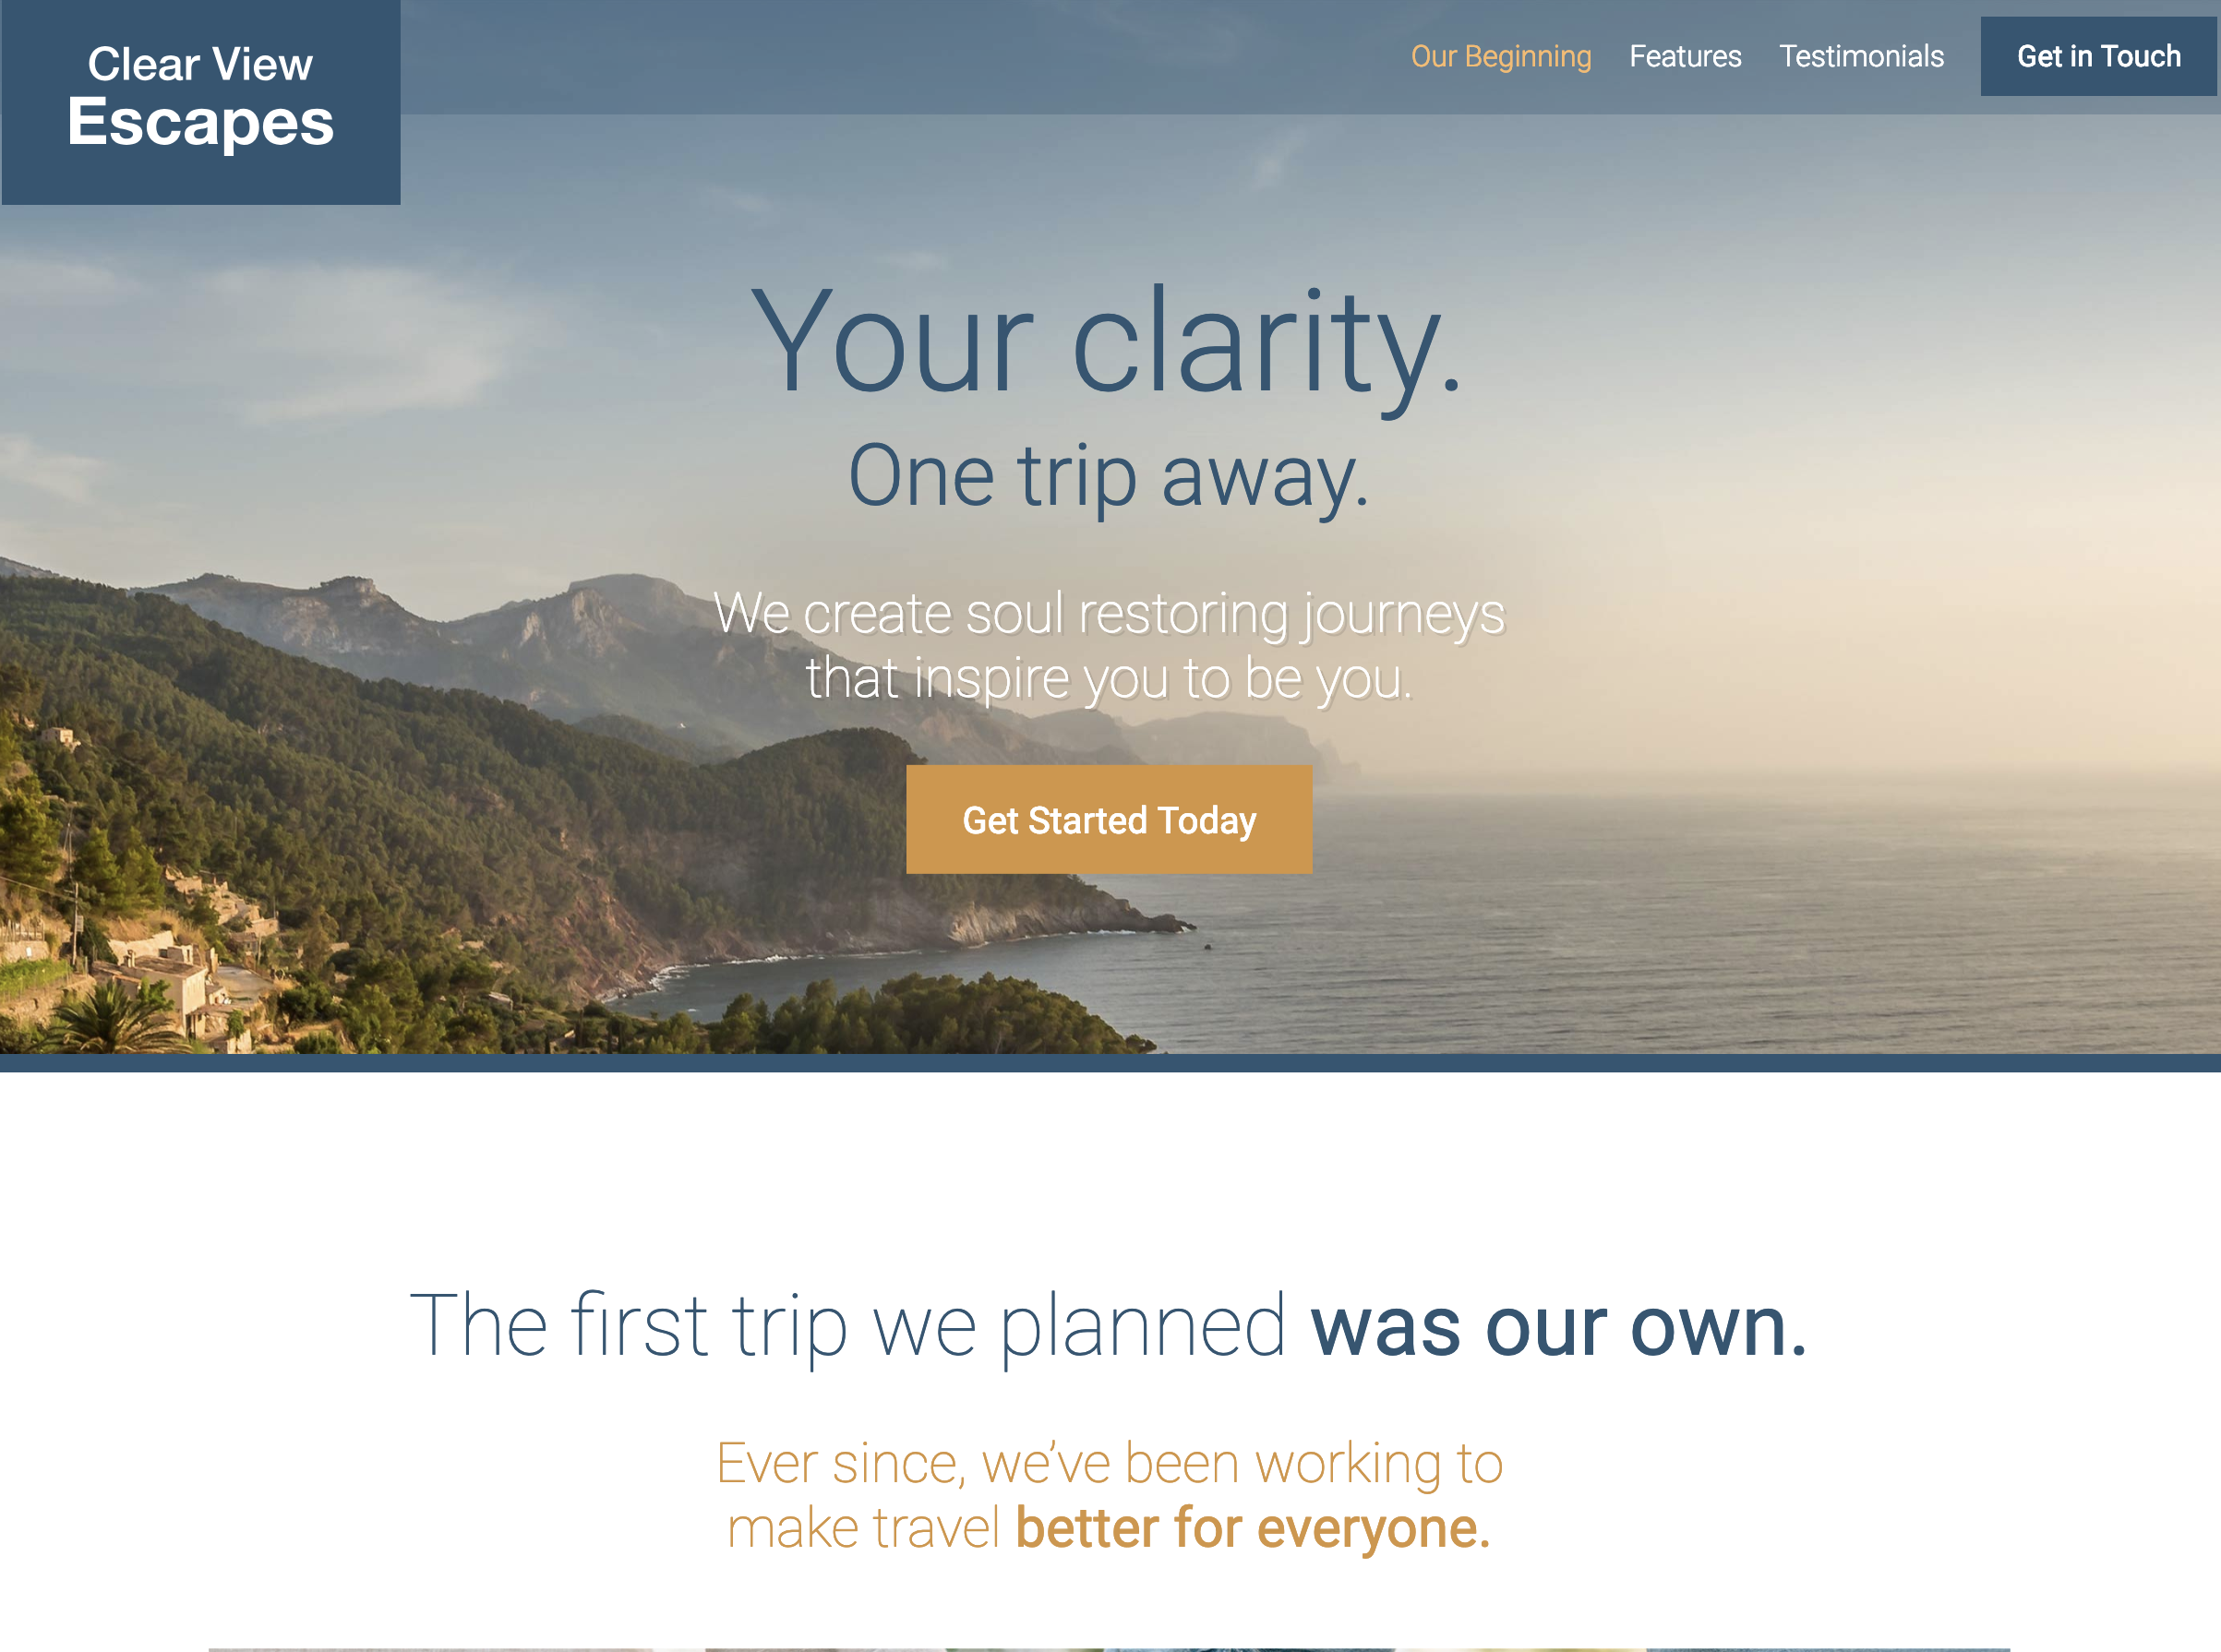 Clear View
Escapes
Our Beginning Features Testimonials Get in Touch
Your clarity.
One trip away.
We create soul restoring journeys
that inspire you to be you.
Get Started Today
The first trip we planned was our own.
Ever since, we’ve been working to
make travel better for everyone.